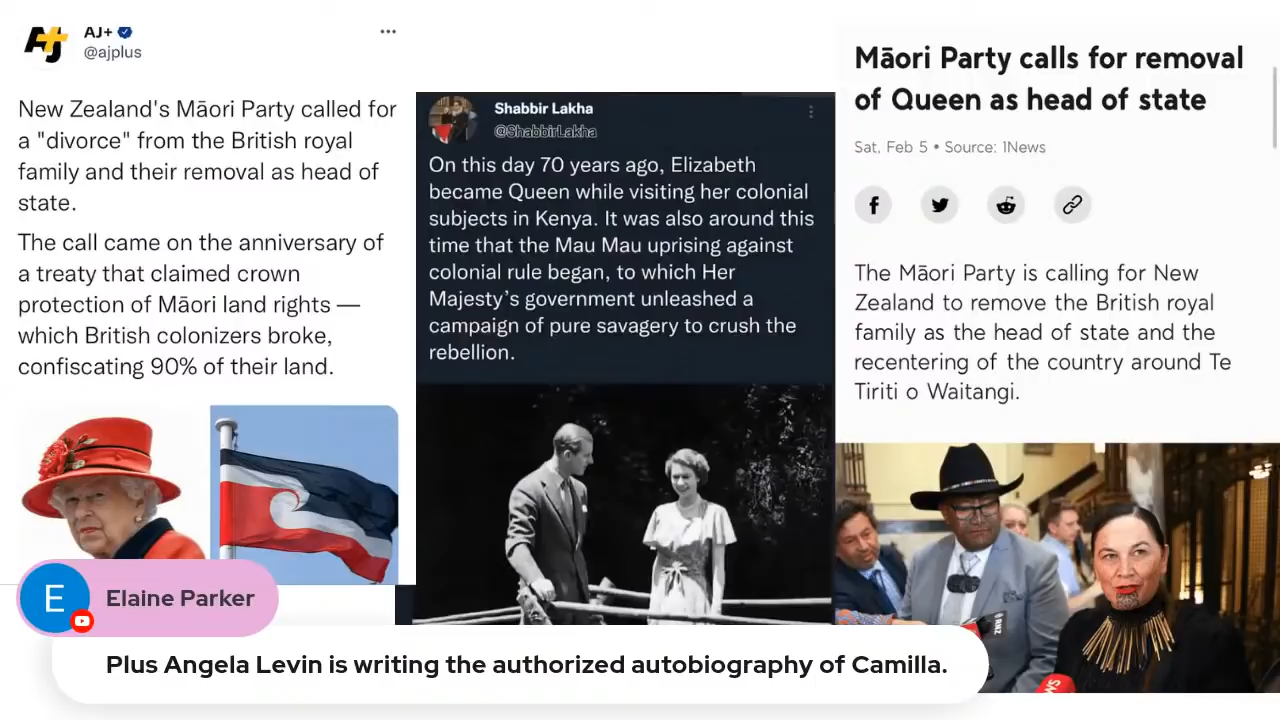 AJ+
@ajplus
New Zealand's Māori Party called for
a "divorce" from the British royal
family and their removal as head of
state.
The call came on the anniversary of
a treaty that claimed crown
protection of Māori land rights —
which British colonizers broke,
confiscating 90% of their land.
Shabbir Lakha
@ShabbirLakha
On this day 70 years ago, Elizabeth
became Queen while visiting her colonial
subjects in Kenya. It was also around this
time that the Mau Mau uprising against
colonial rule began, to which Her
Majesty's government unleashed a
campaign of pure savagery to crush the
rebellion.
Māori Party calls for removal
of Queen as head of state
Sat, Feb 5 • Source: 1News
The Māori Party is calling for New
Zealand to remove the British royal
family as the head of state and the
recentering of the country around Te
Tiriti o Waitangi.
RNZ
E
Elaine Parker
Plus Angela Levin is writing the authorized autobiography of Camilla.